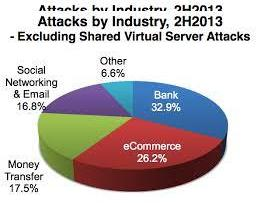 Attacks by Industry, 2H2013
Attacks by Industry, 2H2013
- Excluding Shared Virtual Server Attacks
Other
6.6%
Social
Networking
& Email
16.8%
Bank
32.9%
eCommerce
26.2%
Money
Transfer
17.5%